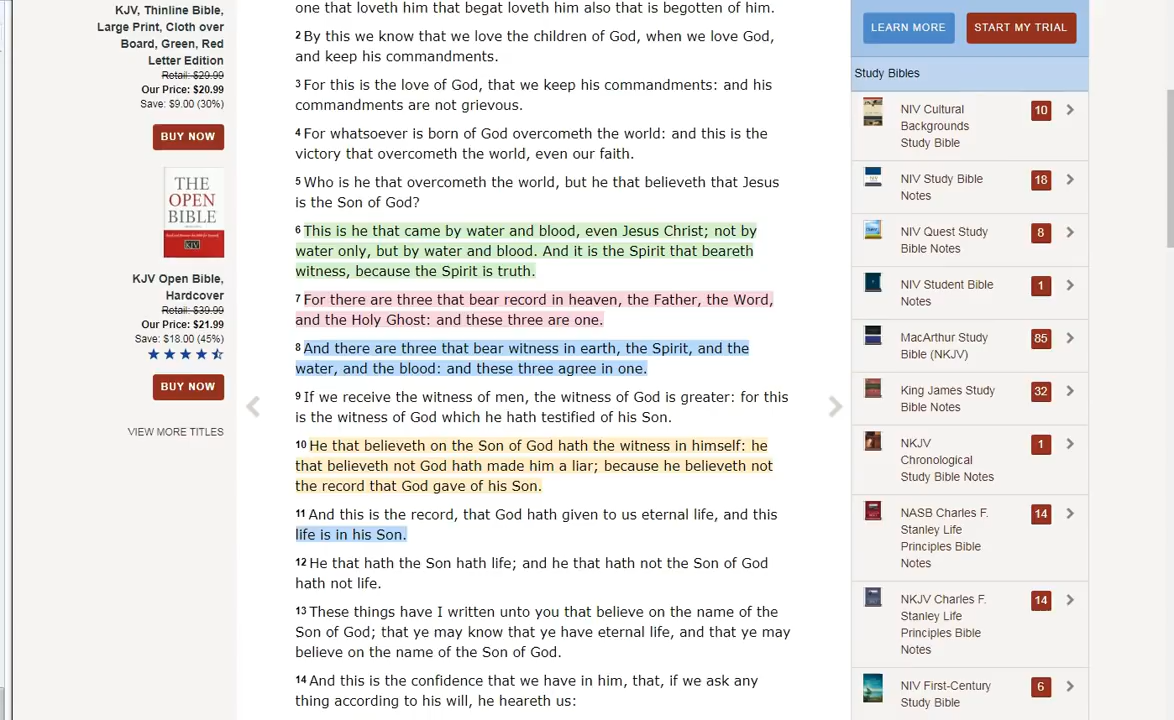 KJV, Thinline Bible,
Large Print, Cloth over
Board, Green, Red
Letter Edition
Retail: $29.99
Our Price: $20.99
Save: $9.00 (30%)
BUY NOW
THE
OPEN
BIBLE
KJV
KJV Open Bible,
Hardcover
Retail: $39.99
Our Price: $21.99
Save: $18.00 (45%)
BUY NOW
VIEW MORE TITLES
one that loveth him that begat loveth him also that is begotten of him.
2 By this we know that we love the children of God, when we love God,
and keep his commandments.
3 For this is the love of God, that we keep his commandments: and his
commandments are not grievous.
4 For whatsoever is born of God overcometh the world: and this is the
victory that overcometh the world, even our faith.
5 Who is he that overcometh the world, but he that believeth that Jesus
is the Son of God?
6 This is he that came by water and blood, even Jesus Christ; not by
water only, but by water and blood. And it is the Spirit that beareth
witness, because the Spirit is truth.
7 For there are three that bear record in heaven, the Father, the Word,
and the Holy Ghost: and these three are one.
8 And there are three that bear witness in earth, the Spirit, and the
water, and the blood: and these three agree in one.
9 If we receive the witness of men, the witness of God is greater: for this
is the witness of God which he hath testified of his Son.
10 He that believeth on the Son of God hath the witness in himself: he
that believeth not God hath made him a liar; because he believeth not
the record that God gave of his Son.
11 And this is the record, that God hath given to us eternal life, and this
life is in his Son.
12 He that hath the Son hath life; and he that hath not the Son of God
hath not life.
13 These things have I written unto you that believe on the name of the
Son of God; that ye may know that ye have eternal life, and that ye may
believe on the name of the Son of God.
14 And this is the confidence that we have in him, that, if we ask any
thing according to his will, he heareth us:
LEARN MORE
START MY TRIAL
Study Bibles
NIV Cultural
Backgrounds
Study Bible
10
NIV Study Bible
Notes
18
NIV Quest Study
Bible Notes
8
NIV Student Bible
Notes
1
MacArthur Study
Bible (NKJV)
85
King James Study
Bible Notes
32
NKJV
Chronological
Study Bible Notes
1
NASB Charles F.
Stanley Life
Principles Bible
Notes
14
NKJV Charles F.
Stanley Life
Principles Bible
Notes
14
NIV First-Century
Study Bible
6